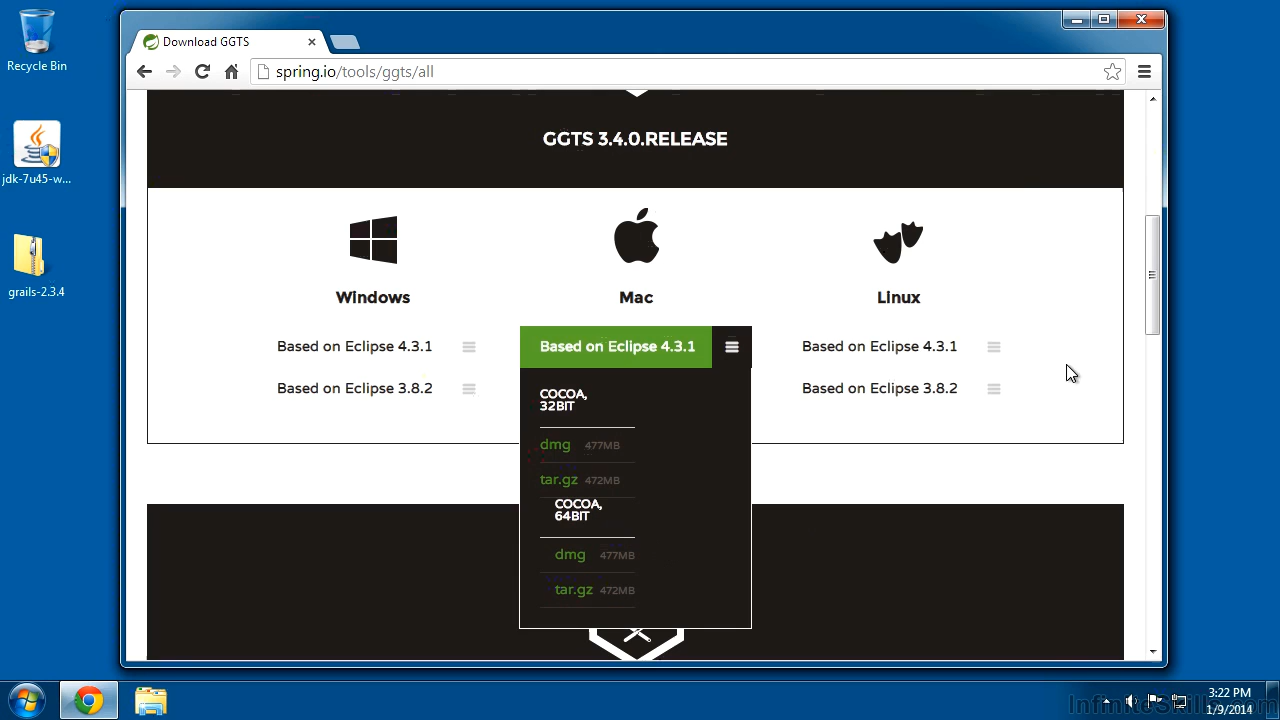 Recycle Bin
jdk-7u45-w...
grails-2.3.4
Download GGTS
spring.io/tools/ggts/all
GGTS 3.4.0.RELEASE
Windows
Mac
Linux
Based on Eclipse 4.3.1
Based on Eclipse 4.3.1
Based on Eclipse 4.3.1
Based on Eclipse 3.8.2
Based on Eclipse 3.8.2
COCOA,
32BIT
dmg 477MB
tar.gz 472MB
COCOA,
64BIT
dmg 477MB
tar.gz 472MB
3:22 PM
1/9/2014
InfiniteSkills.com